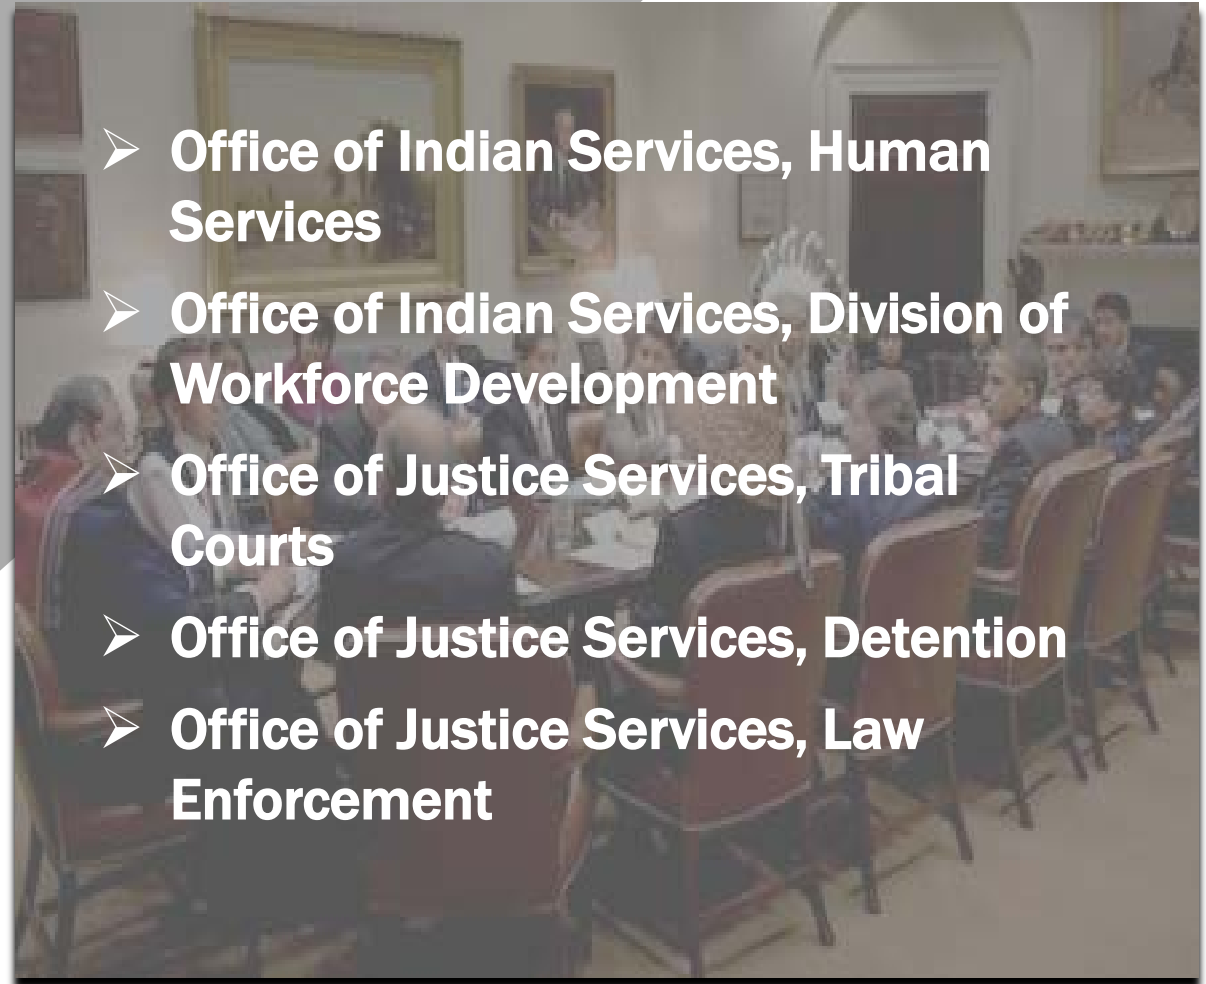 Office of Indian Services, Human
Services
Office of Indian Services, Division of
Workforce Development
Office of Justice Services, Tribal
Courts
Office of Justice Services, Detention
Office of Justice Services, Law
Enforcement